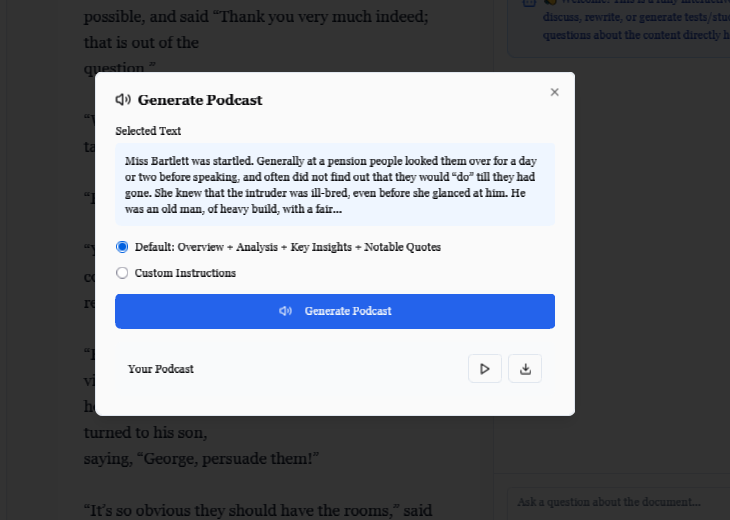 possible, and said “Thank you very much indeed;
that is out of the
question.”
Welcome! This is a fully
discuss, rewrite, or generate
questions about the content directly
Generate Podcast
Selected Text
Miss Bartlett was startled. Generally at a pension people looked them over for a day
or two before speaking, and often did not find out that they would “do” till they had
gone. She knew that the intruder was ill-bred, even before she glanced at him. He
was an old man, of heavy build, with a fair...
Default: Overview + Analysis + Key Insights + Notable Quotes
Custom Instructions
Generate Podcast
Your Podcast
turned to his son,
saying, “George, persuade them!”
“It’s so obvious they should have the rooms,” said
Ask a question about the document...